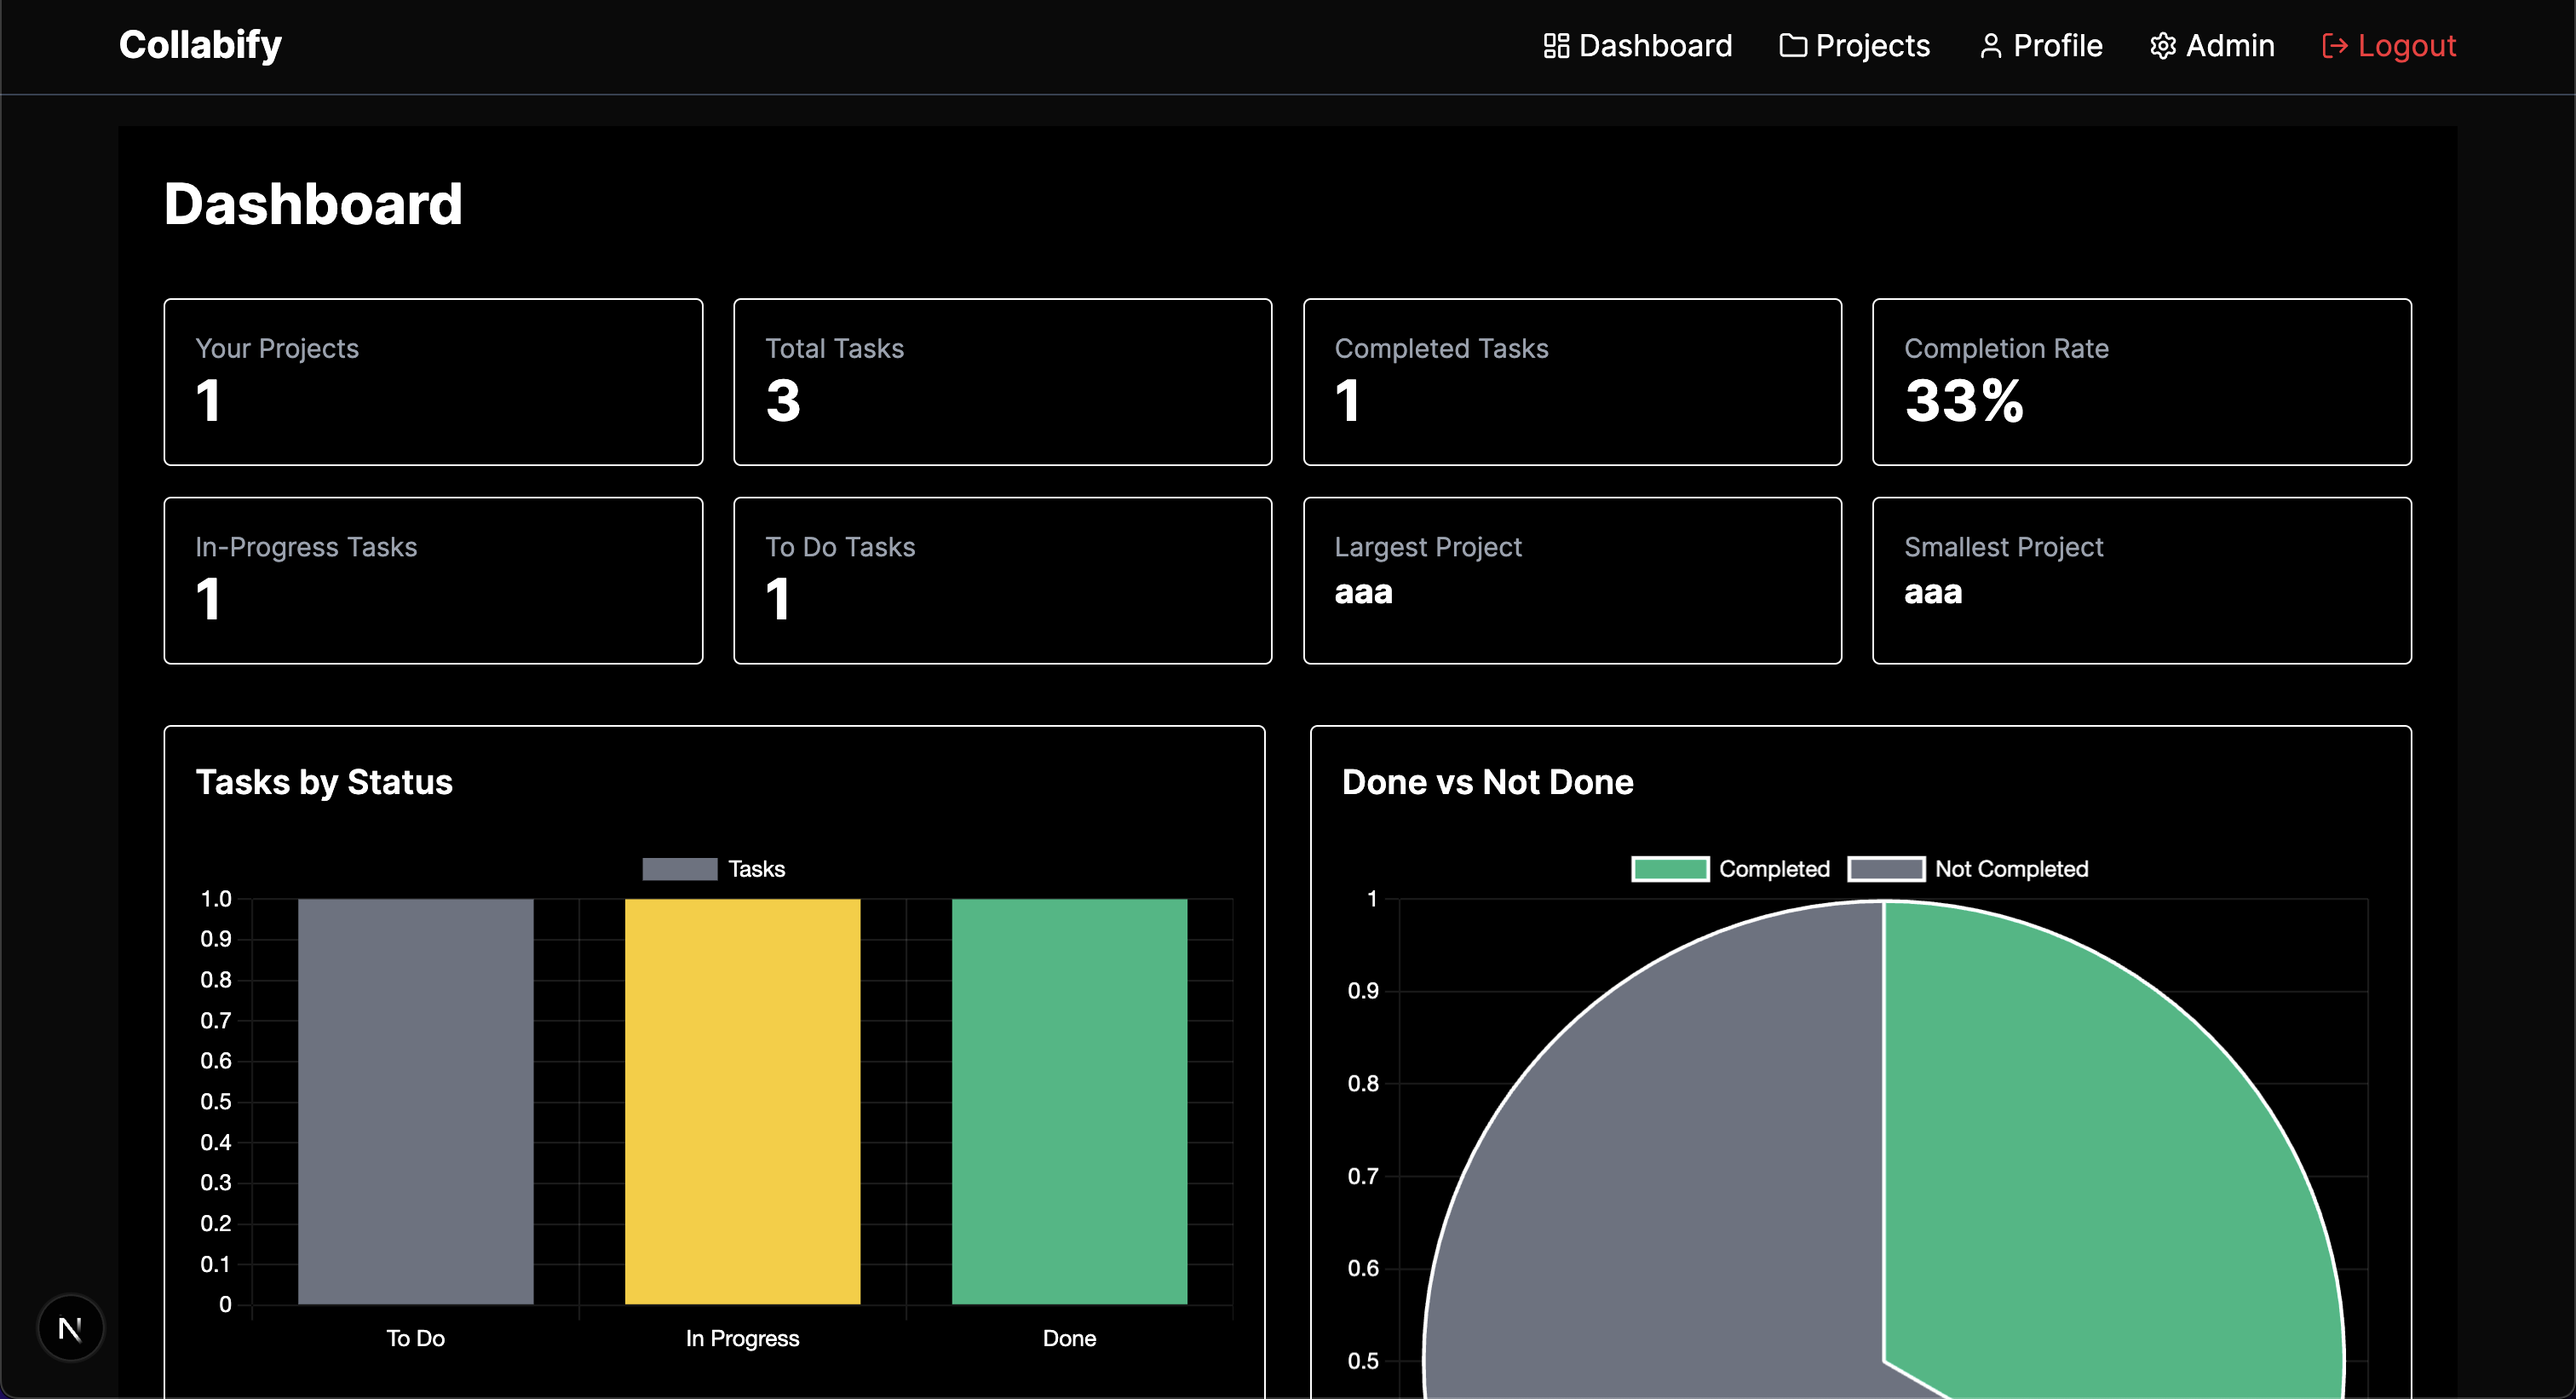 Collabify
Dashboard Projects Profile Admin Logout
Dashboard
Your Projects
1
Total Tasks
3
Completed Tasks
1
Completion Rate
33%
In-Progress Tasks
1
To Do Tasks
1
Largest Project
aaa
Smallest Project
aaa
Tasks by Status
Tasks
1.0
0.9
0.8
0.7
0.6
0.5
0.4
0.3
0.2
0.1
0
To Do In Progress Done
Done vs Not Done
Completed Not Completed
1
0.9
0.8
0.7
0.6
0.5
N